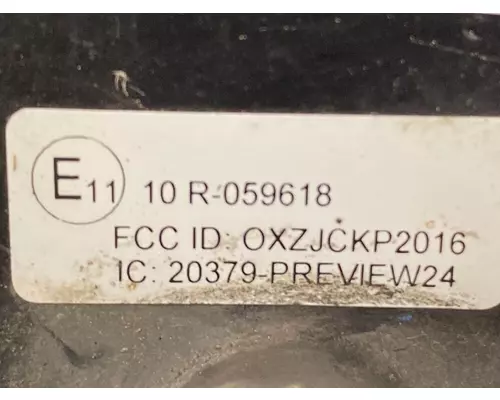 E11 10 R-059618
FCC ID: OXZJCKP2016
IC: 20379-PREVIEW24